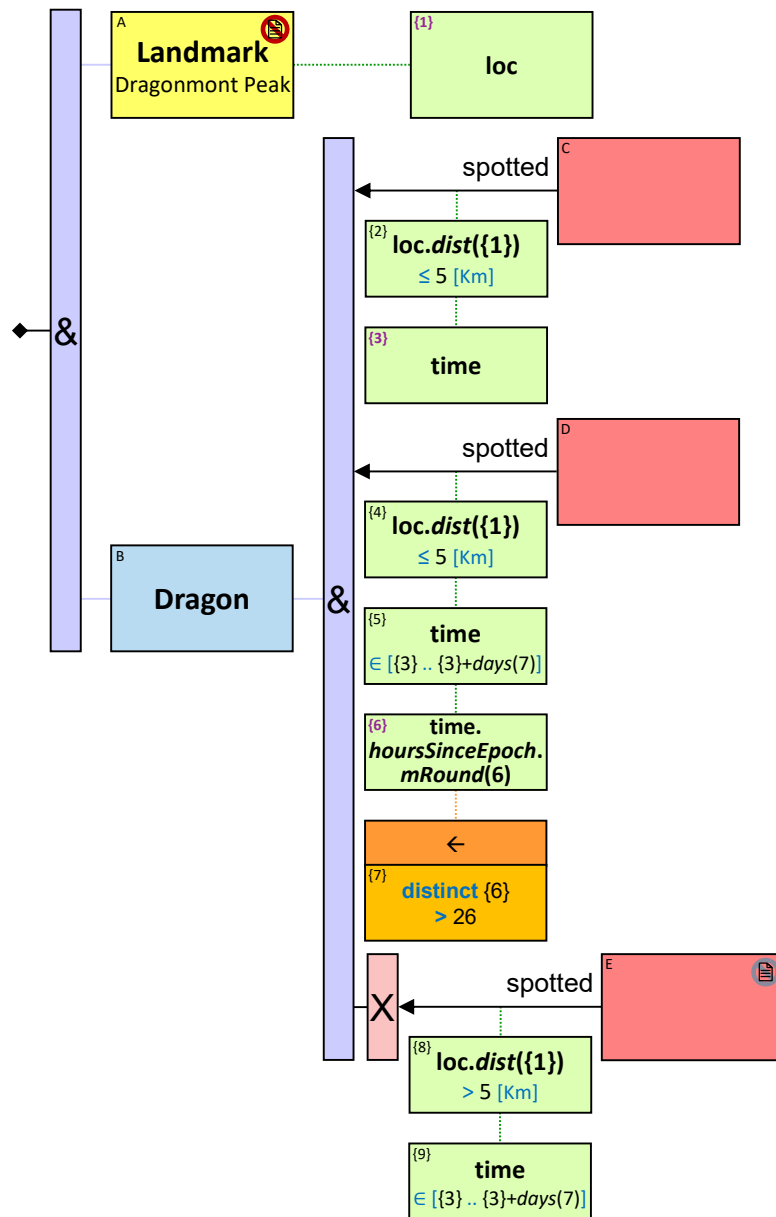 A
Landmark
Dragonmont Peak
{1}
loc
spotted
C
{2}
loc.dist({1})
≤ 5 [Km]
{3}
time
spotted
D
{4}
loc.dist({1})
≤ 5 [Km]
&
B
Dragon
&
{5}
time
∈ [{3} .. {3}+days(7)]
{6}
time.
hoursSinceEpoch.
mRound(6)
←
{7}
distinct {6}
> 26
X
spotted
E
{8}
loc.dist({1})
> 5 [Km]
{9}
time
∈ [{3} .. {3}+days(7)]